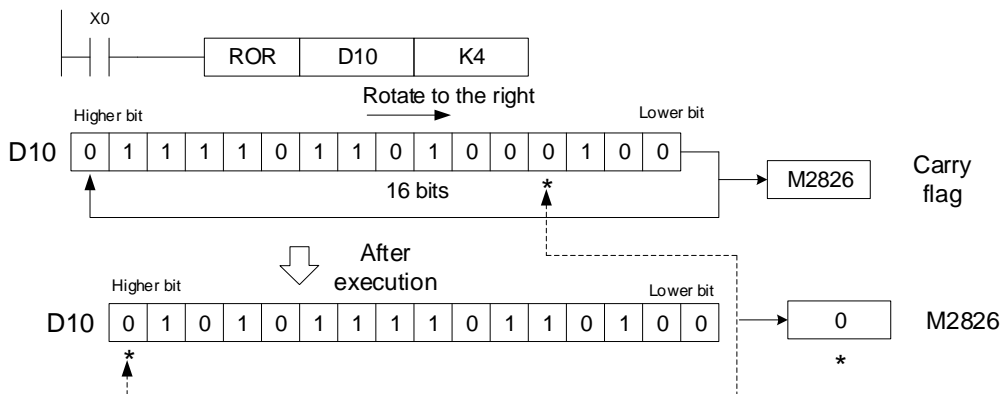 X0
ROR D10 K4
Rotate to the right
Higher bit Lower bit
D10 0 1 1 1 1 0 1 1 0 1 0 0 0 1 0 0
16 bits *
M2826
Carry
flag
After
execution
Higher bit Lower bit
D10 0 1 0 1 0 1 1 1 1 0 1 1 0 1 0 0
0 M2826
* *